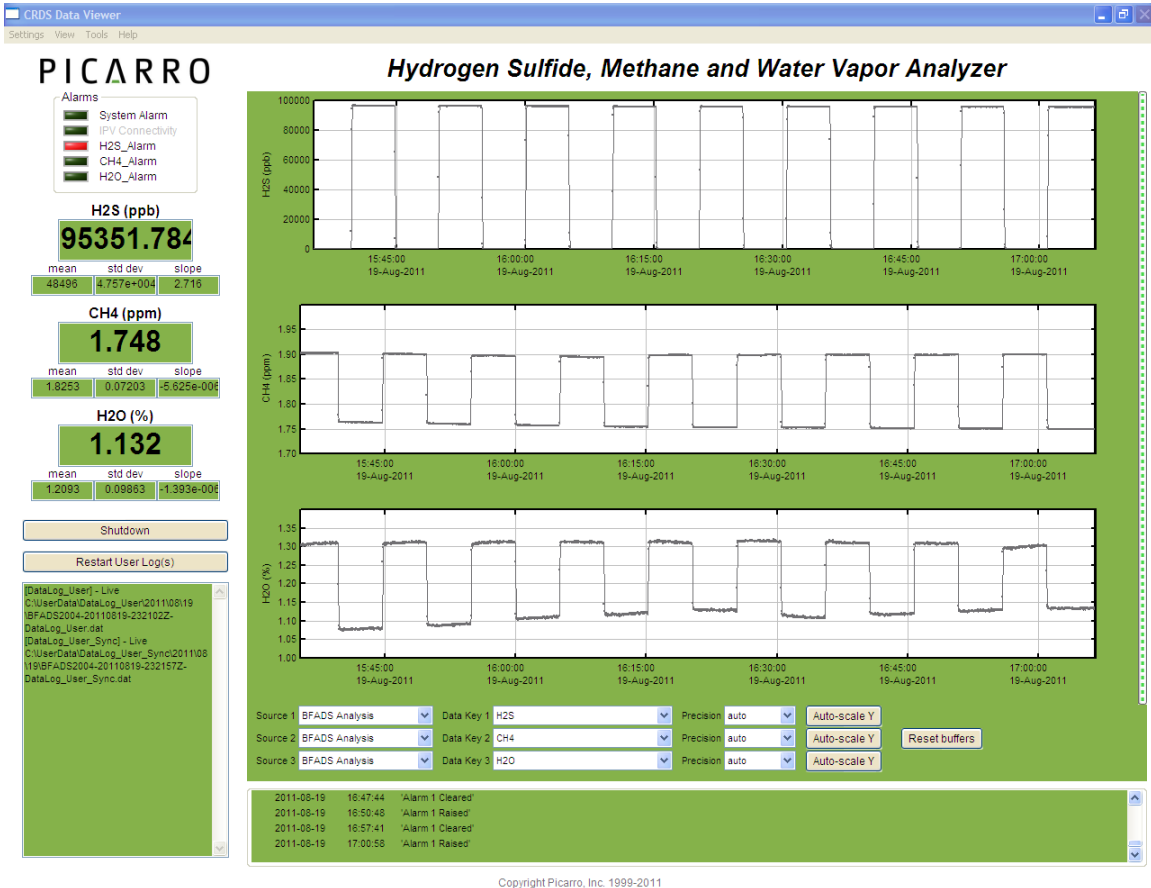 CRDS Data Viewer
Settings View Tools Help
PICARRO
Hydrogen Sulfide, Methane and Water Vapor Analyzer
Alarms
System Alarm
IPV Connectivity
H2S_Alarm
CH4_Alarm
H2O_Alarm
H2S (ppb)
95351.784
mean std dev slope
48496 4.757e+004 2.716
CH4 (ppm)
1.748
mean std dev slope
1.8253 0.07203 -5.625e-006
H2O (%)
1.132
mean std dev slope
1.2093 0.09863 -1.393e-006
Shutdown
Restart User Log(s)
[DataLog_User] - Live
C:\UserData\DataLog_User\2011\08\19
\BFADS2004-20110819-232102Z-
DataLog_User.dat
[DataLog_User_Sync] - Live
C:\UserData\DataLog_User_Sync\2011\08
\19\BFADS2004-20110819-232157Z-
DataLog_User_Sync.dat
H2S (ppb)
100000
80000
60000
40000
20000
0
15:45:00 16:00:00 16:15:00 16:30:00 16:45:00 17:00:00
19-Aug-2011 19-Aug-2011 19-Aug-2011 19-Aug-2011 19-Aug-2011 19-Aug-2011
CH4 (ppm)
1.95
1.90
1.85
1.80
1.75
1.70
15:45:00 16:00:00 16:15:00 16:30:00 16:45:00 17:00:00
19-Aug-2011 19-Aug-2011 19-Aug-2011 19-Aug-2011 19-Aug-2011 19-Aug-2011
H2O (%)
1.35
1.30
1.25
1.20
1.15
1.10
1.05
1.00
15:45:00 16:00:00 16:15:00 16:30:00 16:45:00 17:00:00
19-Aug-2011 19-Aug-2011 19-Aug-2011 19-Aug-2011 19-Aug-2011 19-Aug-2011
Source 1 BFADS Analysis Data Key 1 H2S Precision auto Auto-scale Y
Source 2 BFADS Analysis Data Key 2 CH4 Precision auto Auto-scale Y Reset buffers
Source 3 BFADS Analysis Data Key 3 H2O Precision auto Auto-scale Y
2011-08-19 16:47:44 'Alarm 1 Cleared'
2011-08-19 16:50:48 'Alarm 1 Raised'
2011-08-19 16:57:41 'Alarm 1 Cleared'
2011-08-19 17:00:58 'Alarm 1 Raised'
Copyright Picarro, Inc. 1999-2011